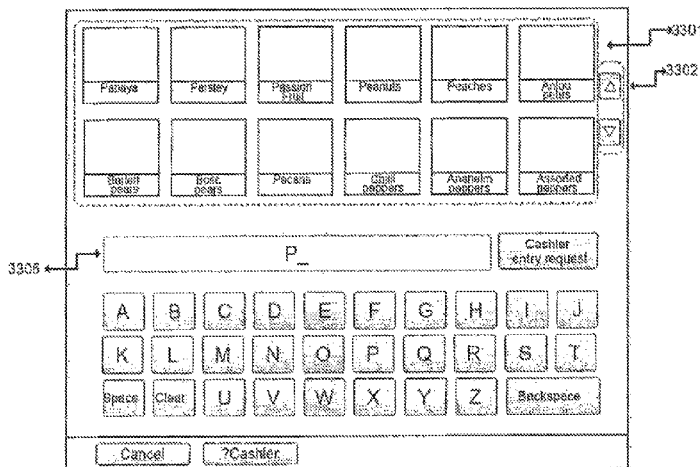 3301
3302
Papaya Parsley Passion Fruit Peanuts Peaches Anjou pears
Bartlett pears Bosc pears Pecans Chili peppers Anaheim peppers Assorted peppers
P_
Cashier
entry request
A B C D E F G H I J
K L M N O P Q R S T
Space Clear U V W X Y Z Backspace
Cancel ?Cashier